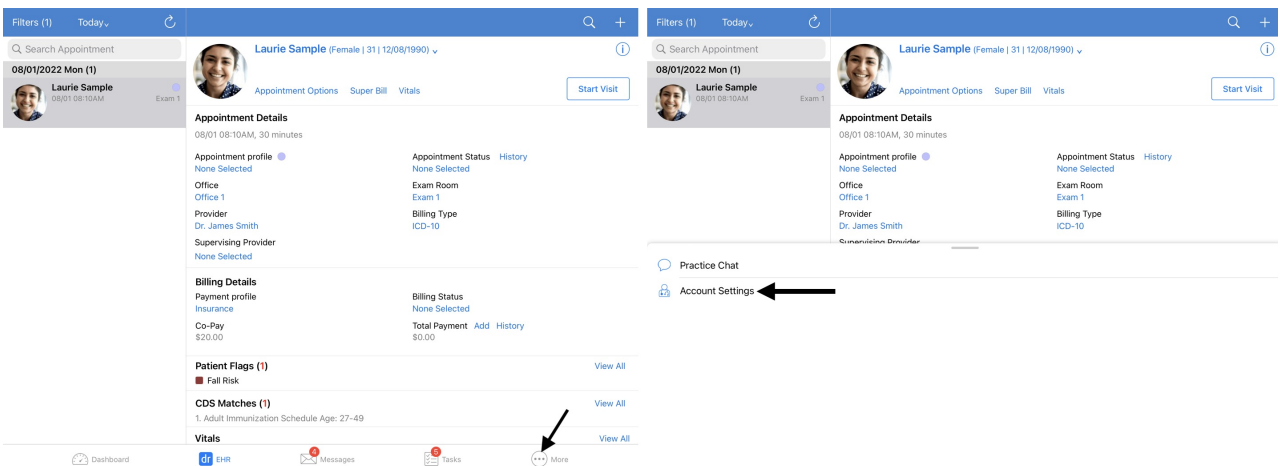 Filters (1) Today
Search Appointment
08/01/2022 Mon (1)
Laurie Sample
08/01 08:10AM Exam 1
Laurie Sample (Female | 31 | 12/08/1990)
Appointment Options Super Bill Vitals Start Visit
Appointment Details
08/01 08:10AM, 30 minutes
Appointment profile Appointment Status History
None Selected None Selected
Office Exam Room
Office 1 Exam 1
Provider Billing Type
Dr. James Smith ICD-10
Supervising Provider
None Selected
Billing Details
Payment profile Billing Status
Insurance None Selected
Co-Pay Total Payment Add History
$20.00 $0.00
Patient Flags (1) View All
Fall Risk
CDS Matches (1) View All
1. Adult Immunization Schedule Age: 27-49
Vitals View All
Dashboard dr EHR 4 Messages 5 Tasks More
Filters (1) Today
Search Appointment
08/01/2022 Mon (1)
Laurie Sample
08/01 08:10AM Exam 1
Laurie Sample (Female | 31 | 12/08/1990)
Appointment Options Super Bill Vitals Start Visit
Appointment Details
08/01 08:10AM, 30 minutes
Appointment profile Appointment Status History
None Selected None Selected
Office Exam Room
Office 1 Exam 1
Provider Billing Type
Dr. James Smith ICD-10
Supervising Provider
Practice Chat
Account Settings